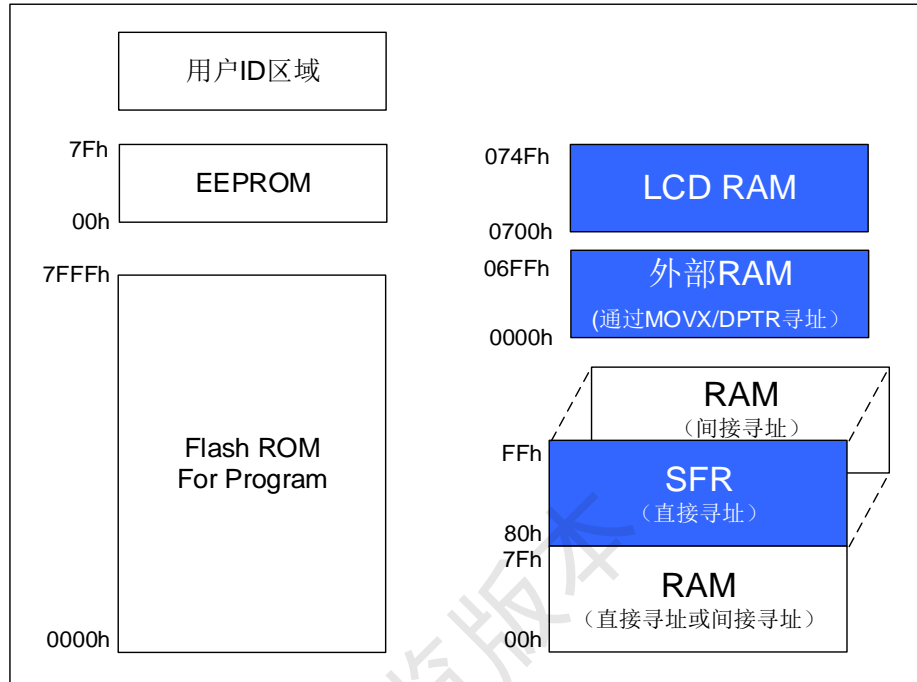 用户ID区域
7Fh
EEPROM
00h
7FFFh
Flash ROM
For Program
0000h
074Fh
LCD RAM
0700h
06FFh
外部RAM
(通过MOVX/DPTR寻址）
0000h
RAM
（间接寻址）
FFh
SFR
（直接寻址）
80h
7Fh
RAM
（直接寻址或间接寻址）
00h
版本